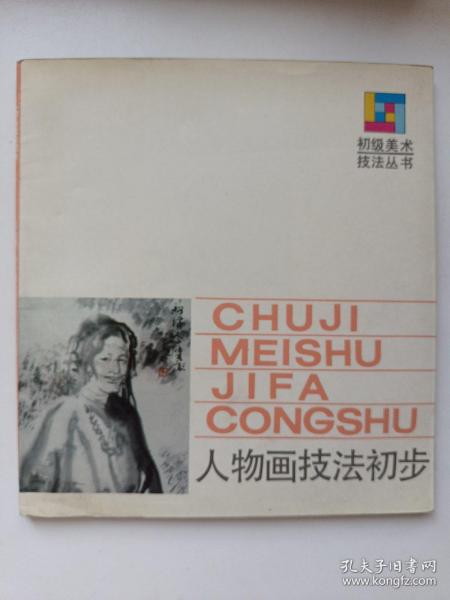 初级美术
技法丛书
CHUJI
MEISHU
JIFA
CONGSHU
人物画技法初步
孔夫子旧书网
www.kongfz.com